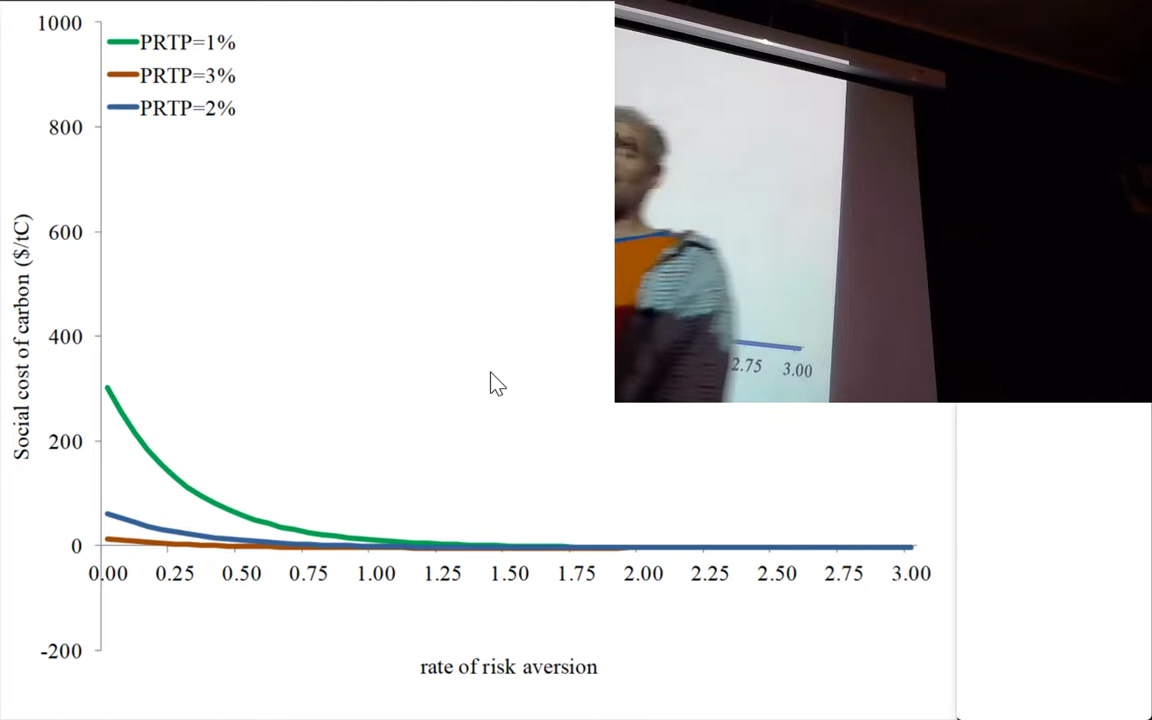 1000
PRTP=1%
PRTP=3%
PRTP=2%
800
600
400
200
0
-200
Social cost of carbon ($/tC)
0.00 0.25 0.50 0.75 1.00 1.25 1.50 1.75 2.00 2.25 2.50 2.75 3.00
rate of risk aversion
2.75 3.00